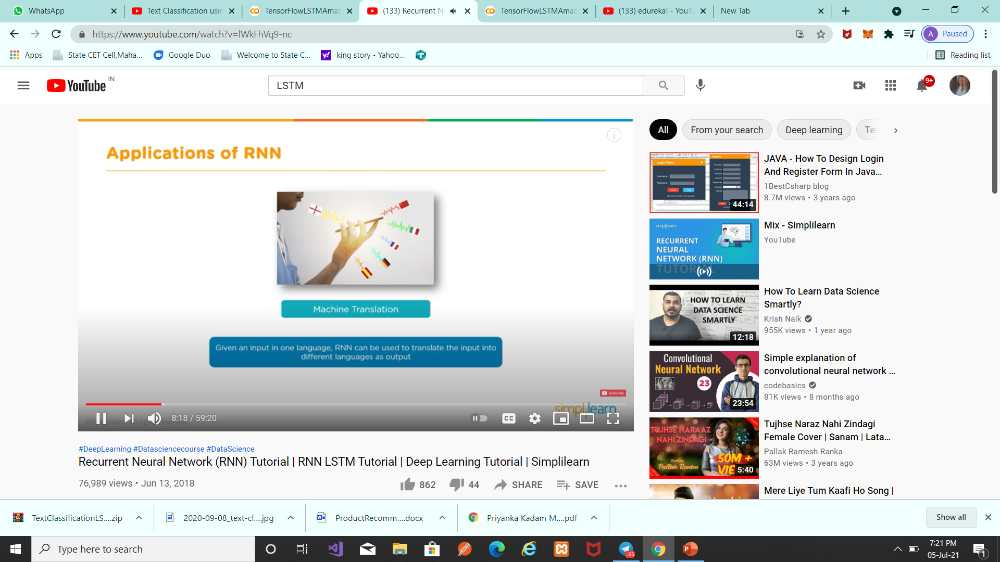 WhatsApp
Text Classification usin
TensorFlowLSTMAmaz
(133) Recurrent N
TensorFlowLSTMAmaz
(133) edureka! - YouTu
New Tab
https://www.youtube.com/watch?v=lWkFhVq9-nc
A Paused
Apps
State CET Cell,Maha...
Google Duo
Welcome to State C...
y!
king story - Yahoo...
Reading list
YouTube IN
LSTM
9+
Applications of RNN
Machine Translation
Given an input in one language, RNN can be used to translate the input into
different languages as output
Subscribe
simplilearn
8:18 / 59:20
CC
#DeepLearning #Datasciencecourse #DataScience
Recurrent Neural Network (RNN) Tutorial | RNN LSTM Tutorial | Deep Learning Tutorial | Simplilearn
76,989 views • Jun 13, 2018
862
44
SHARE
SAVE
All
From your search
Deep learning
Te
Login Form
Register
44:14
JAVA - How To Design Login
And Register Form In Java...
1BestCsharp blog
8.7M views • 3 years ago
simplilearn
RECURRENT
NEURAL
NETWORK (RNN)
TUTORIAL
Mix - Simplilearn
YouTube
HOW TO LEARN
DATA SCIENCE
SMARTLY
12:18
How To Learn Data Science
Smartly?
Krish Naik
955K views • 1 year ago
Convolutional
Neural Network
23
23:54
Simple explanation of
convolutional neural network ...
codebasics
81K views • 8 months ago
TUJHSE NARAAZ
NAHI ZINDAGI
Cover by
Pallak Ranka
50M +
VIE
5:40
Tujhse Naraz Nahi Zindagi
Female Cover | Sanam | Lata...
Pallak Ramesh Ranka
63M views • 3 years ago
Mere Liye Tum Kaafi Ho Song |
TextClassificationLS....zip
2020-09-08_text-cl....jpg
ProductRecomm....docx
Priyanka Kadam M....pdf
Show all
Type here to search
.65
7:21 PM
05-Jul-21
1